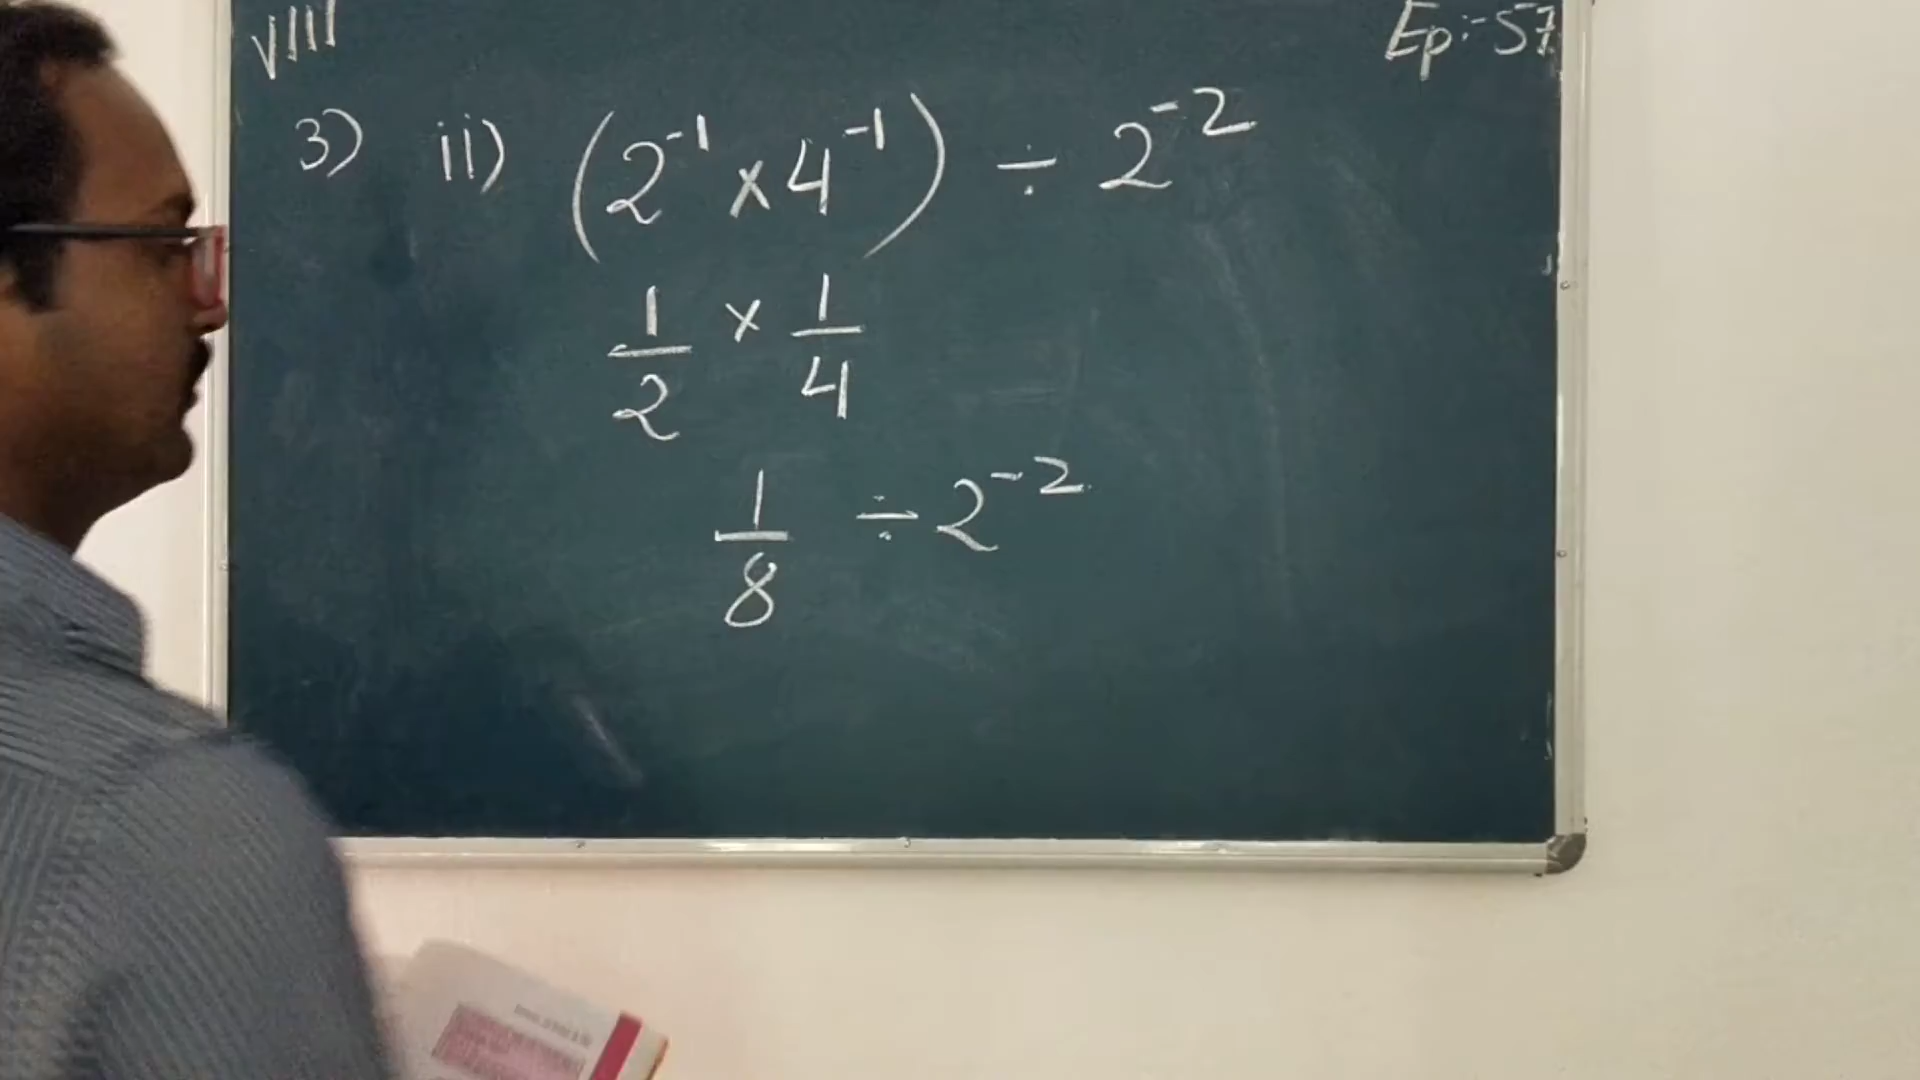 VIII Ep:-57
3) ii) (2⁻¹ × 4⁻¹) ÷ 2⁻²
1/2 × 1/4
1/8 ÷ 2⁻²